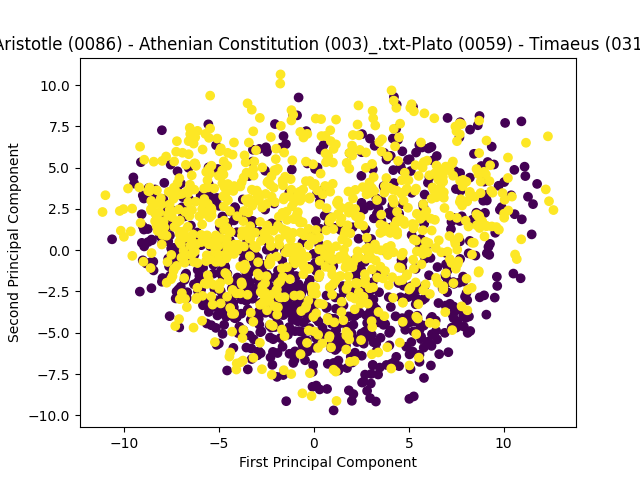 Aristotle (0086) - Athenian Constitution (003)_.txt-Plato (0059) - Timaeus (031
10.0
7.5
5.0
2.5
0.0
−2.5
−5.0
−7.5
−10.0
Second Principal Component
−10 −5 0 5 10
First Principal Component